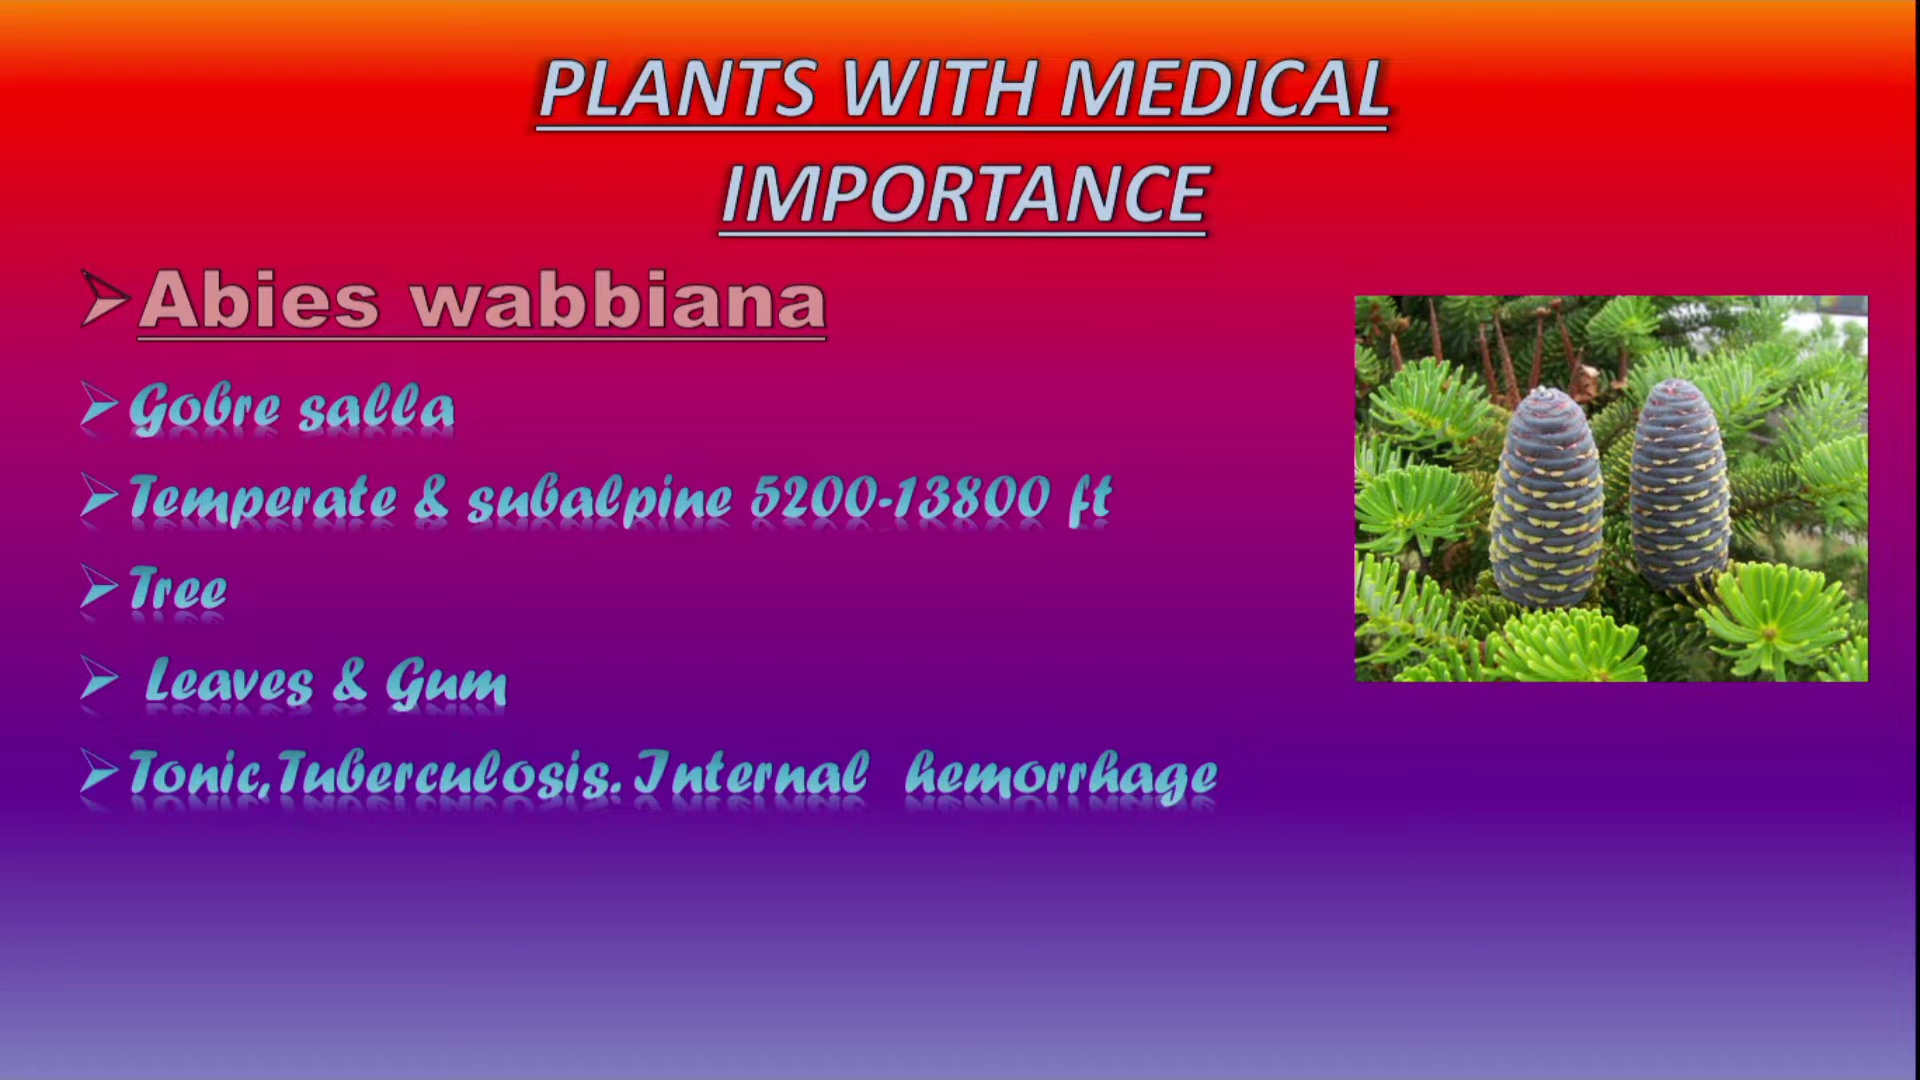 PLANTS WITH MEDICAL
IMPORTANCE
Abies wabbiana
Gobre salla
Temperate & subalpine 5200-13800 ft
Tree
Leaves & Gum
Tonic,Tuberculosis. Internal hemorrhage